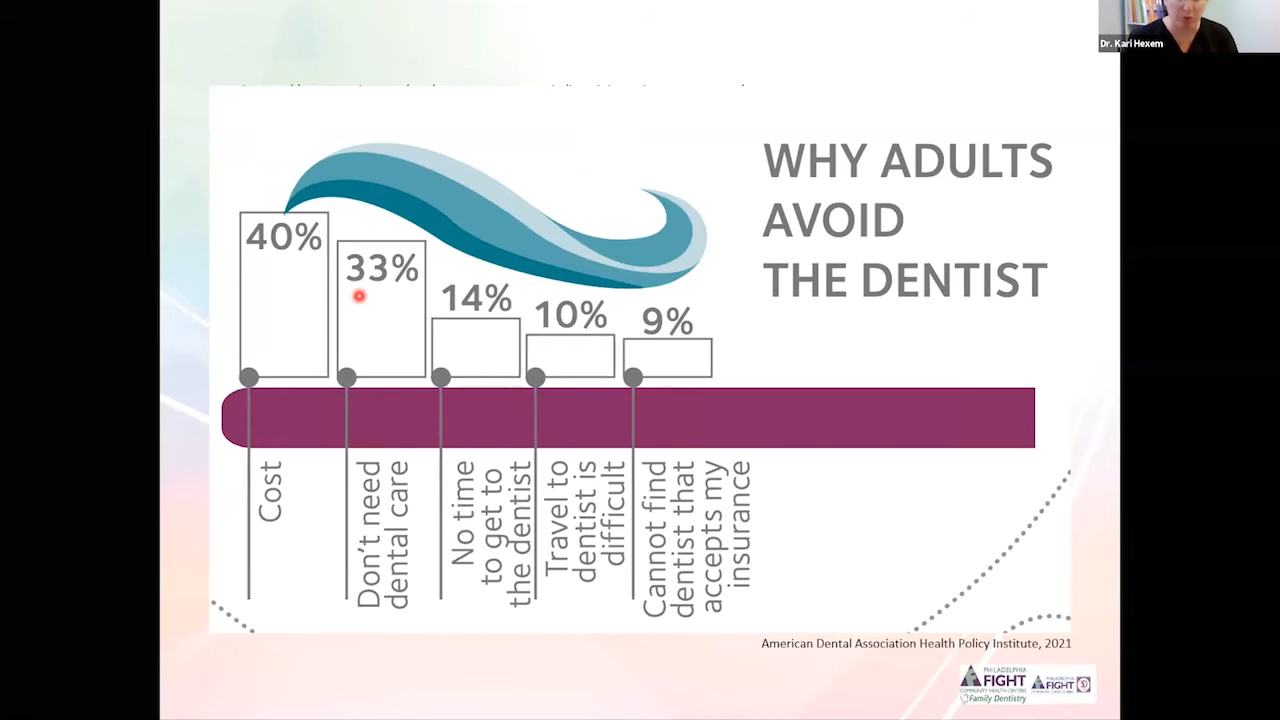 Dr. Kari Hexem
WHY ADULTS
AVOID
THE DENTIST
40%
33%
14%
10%
9%
Cost
Don't need
dental care
No time
to get to
the dentist
Travel to
dentist is
difficult
Cannot find
dentist that
accepts my
insurance
American Dental Association Health Policy Institute, 2021
PHILADELPHIA
FIGHT
COMMUNITY HEALTH CENTERS
Family Dentistry
PHILADELPHIA
FIGHT